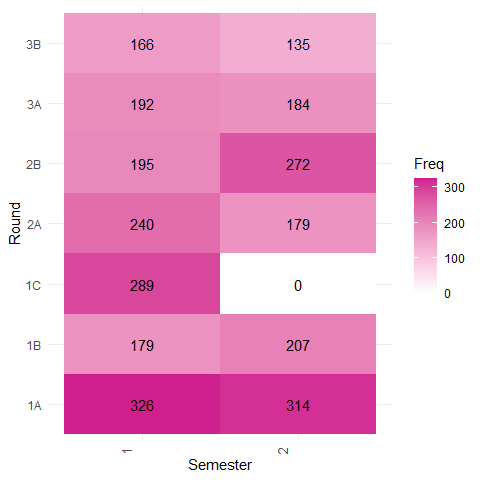 3B 166 135
3A 192 184
2B 195 272
2A 240 179
1C 289 0
1B 179 207
1A 326 314
1 2
Semester
Round
Freq
300
200
100
0